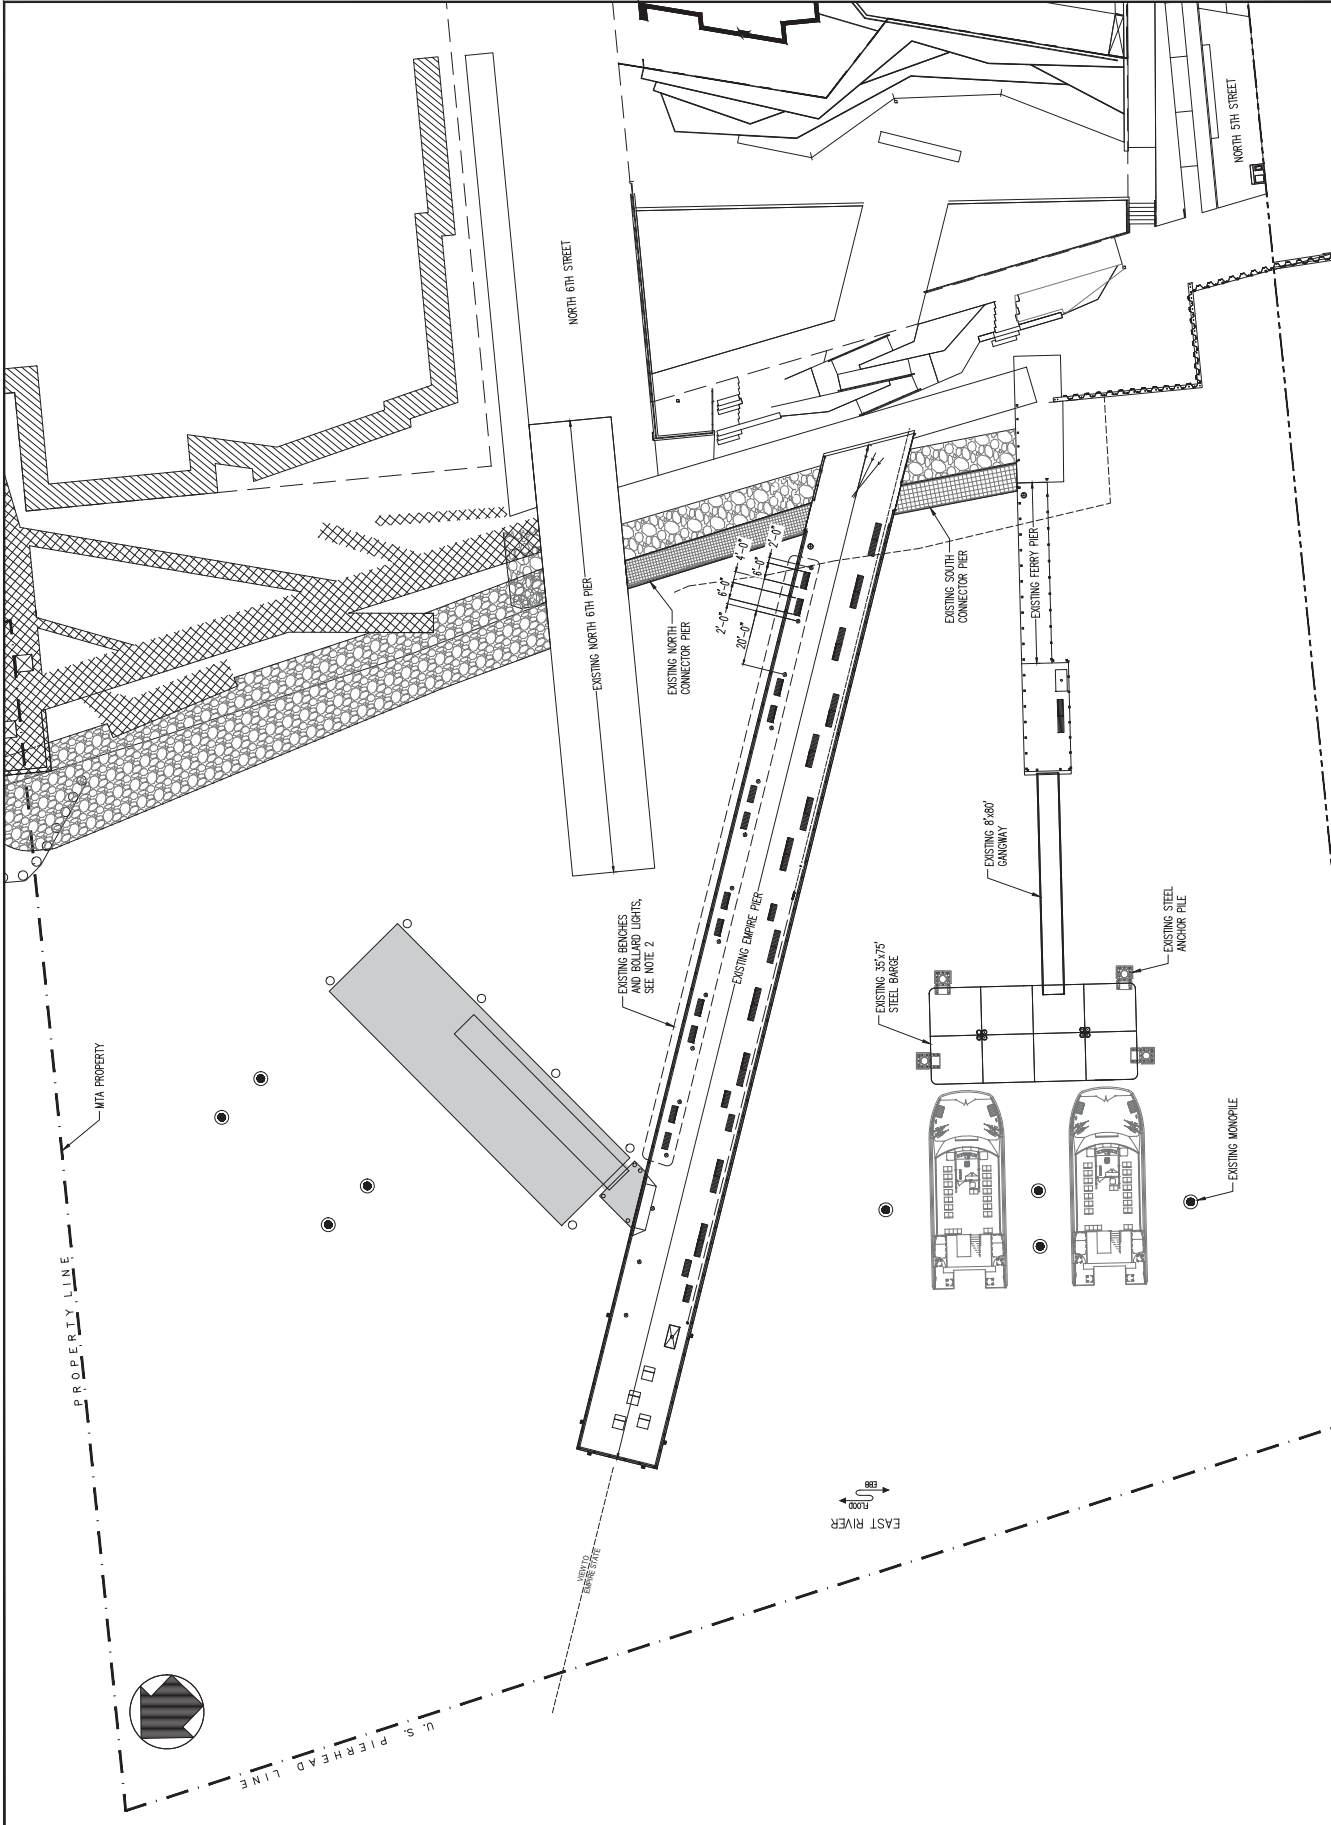 NORTH 5TH STREET
NORTH 6TH STREET
EXISTING NORTH 6TH PIER
EXISTING NORTH
CONNECTOR PIER
2'-0"
6'-0"
4'-0"
6'-0"
2'-0"
20'-0"
EXISTING SOUTH
CONNECTOR PIER
EXISTING FERRY PIER
EXISTING BENCHES
AND BOLLARD LIGHTS,
SEE NOTE 2
EXISTING EMPIRE PIER
EXISTING 8'x80'
GANGWAY
EXISTING 35'x75'
STEEL BARGE
EXISTING STEEL
ANCHOR PILE
EXISTING MONOPILE
MTA PROPERTY
PROPERTY LINE
VIEW TO
EMPIRE STATE
EBB
FLOOD
EAST RIVER
U. S. PIERHEAD LINE